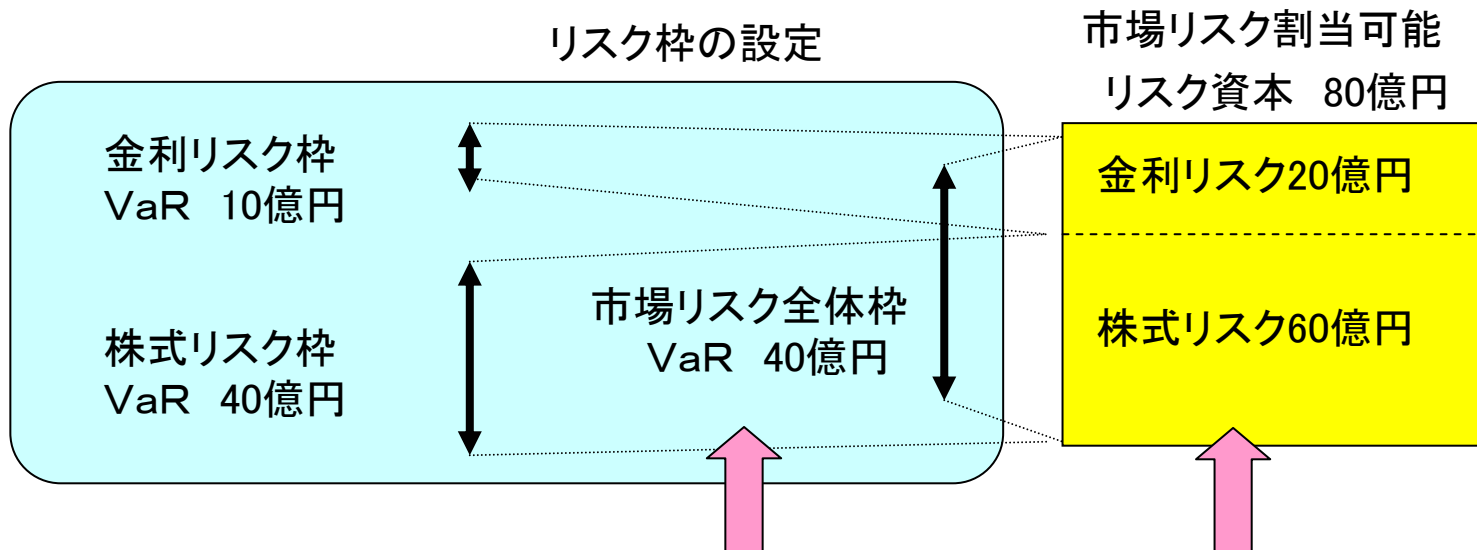 リスク枠の設定
市場リスク割当可能
リスク資本　80億円
金利リスク枠
ＶaＲ　10億円
株式リスク枠
ＶaＲ　40億円
市場リスク全体枠
ＶaＲ　40億円
金利リスク20億円
株式リスク60億円